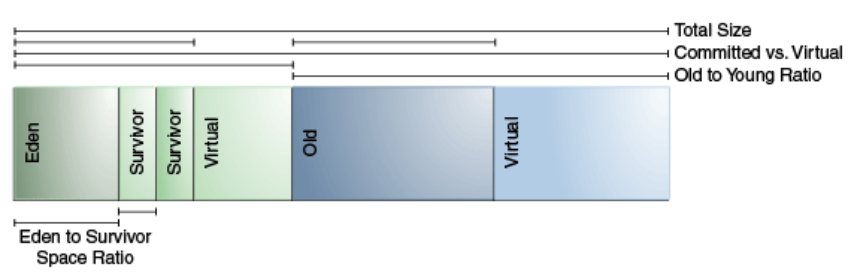 Total Size
Committed vs. Virtual
Old to Young Ratio
Eden
Survivor
Survivor
Virtual
Old
Virtual
Eden to Survivor
Space Ratio